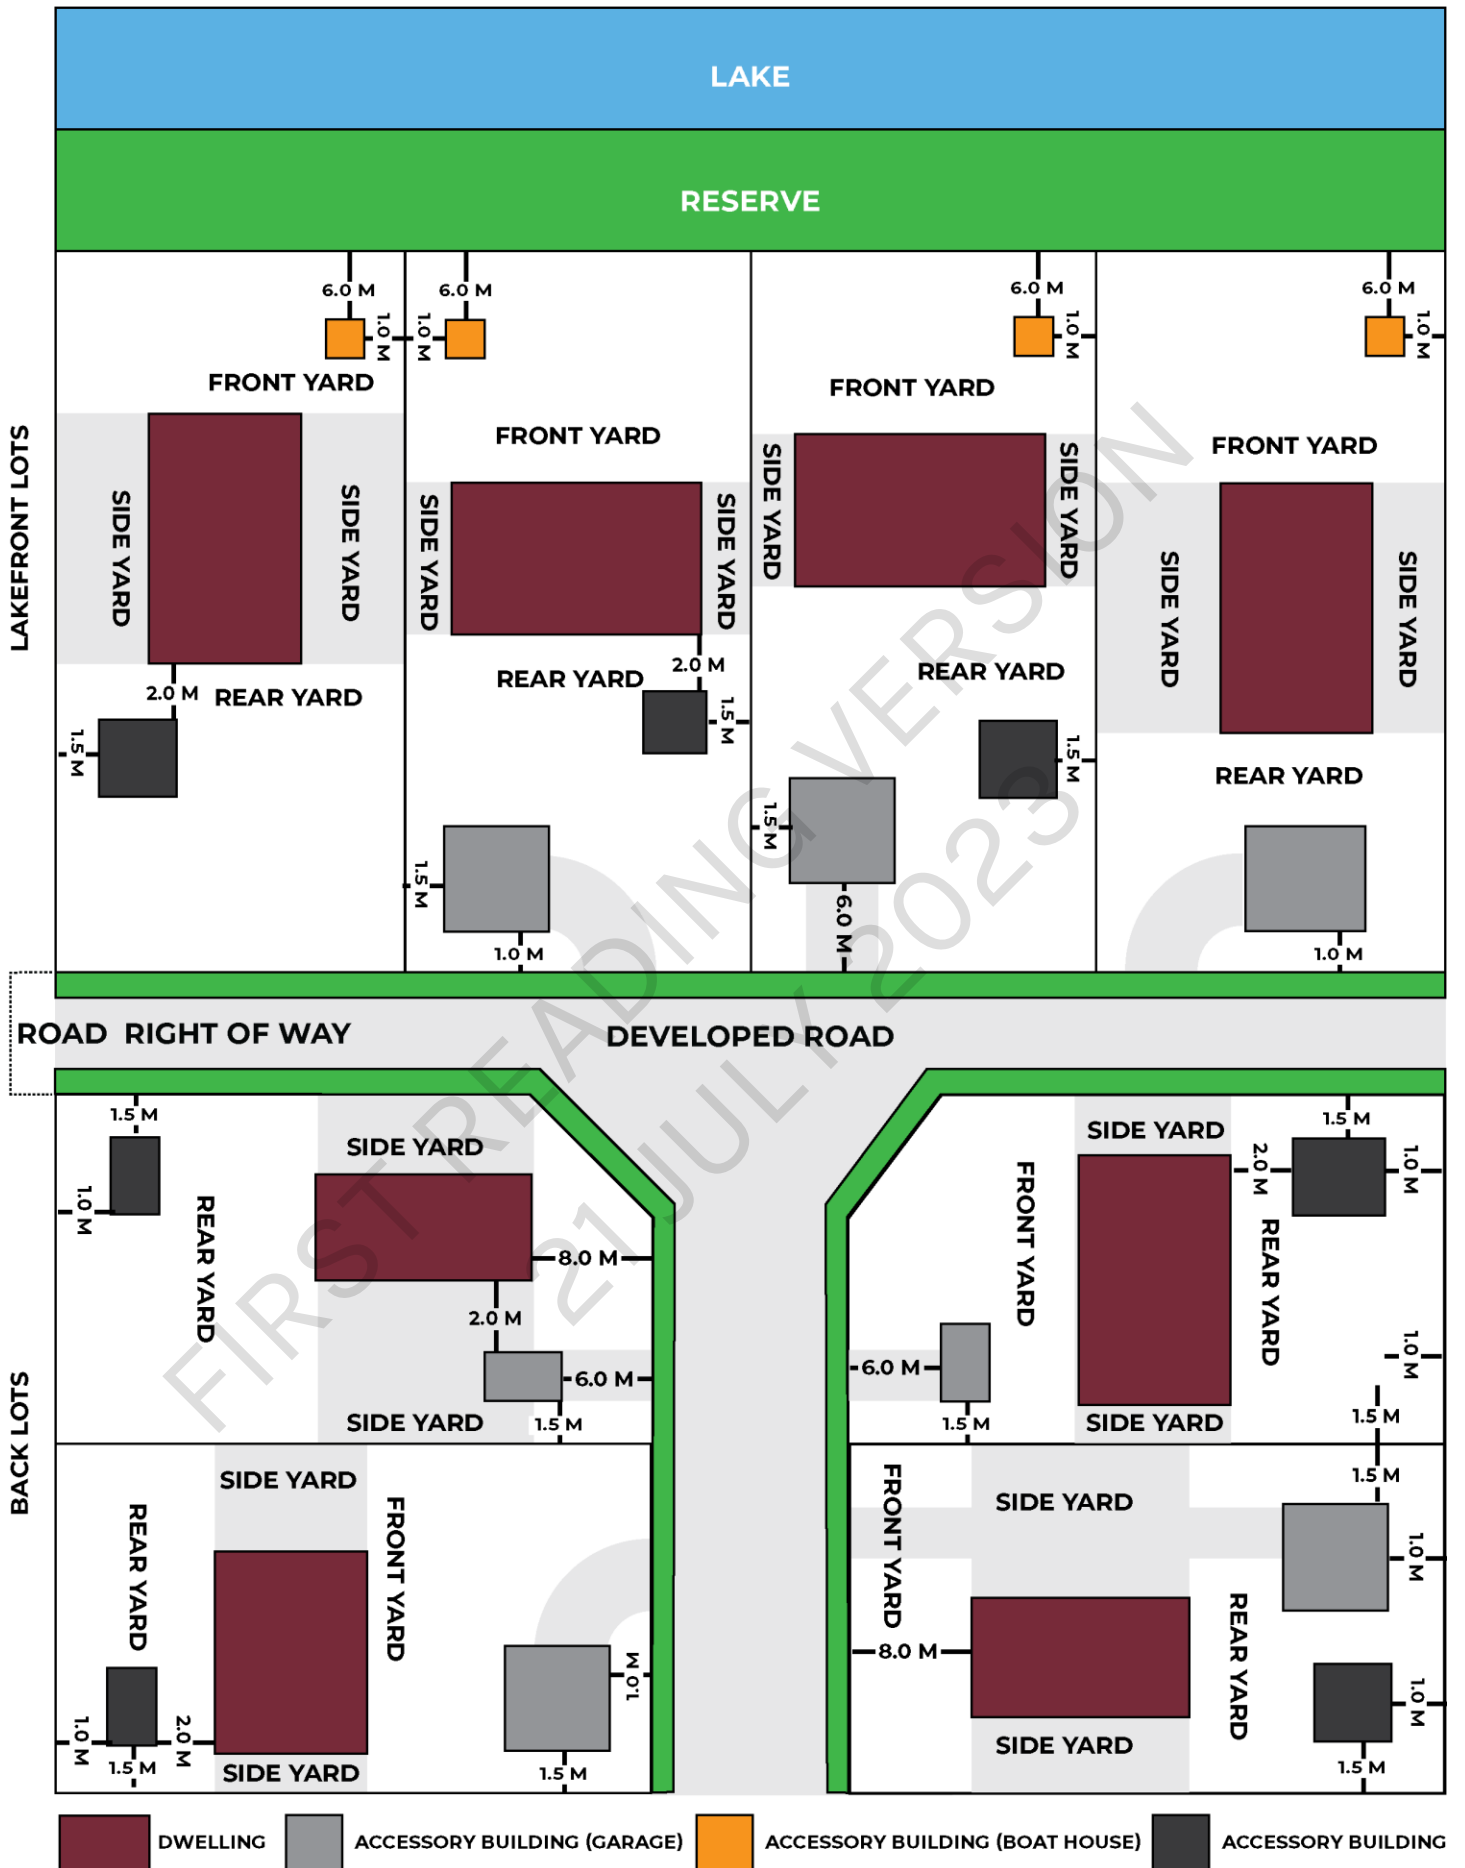 LAKE
RESERVE
6.0 M
6.0 M
6.0 M
6.0 M
1.0 M
1.0 M
1.0 M
1.0 M
FRONT YARD
FRONT YARD
FRONT YARD
FRONT YARD
LAKEFRONT LOTS
SIDE YARD
SIDE YARD
SIDE YARD
SIDE YARD
SIDE YARD
SIDE YARD
SIDE YARD
SIDE YARD
2.0 M
REAR YARD
REAR YARD
2.0 M
REAR YARD
REAR YARD
1.5 M
1.5 M
1.5 M
1.5 M
1.5 M
6.0 M
1.0 M
1.0 M
ROAD RIGHT OF WAY
DEVELOPED ROAD
FIRST READING VERSION
21 JULY 2023
BACK LOTS
1.5 M
1.0 M
REAR YARD
SIDE YARD
8.0 M
2.0 M
6.0 M
SIDE YARD
1.5 M
SIDE YARD
1.5 M
FRONT YARD
2.0 M
1.0 M
REAR YARD
6.0 M
1.0 M
1.5 M
SIDE YARD
1.5 M
SIDE YARD
REAR YARD
FRONT YARD
1.0 M
1.0 M
2.0 M
1.5 M
SIDE YARD
1.5 M
FRONT YARD
SIDE YARD
1.5 M
1.0 M
8.0 M
REAR YARD
1.0 M
SIDE YARD
1.5 M
DWELLING
ACCESSORY BUILDING (GARAGE)
ACCESSORY BUILDING (BOAT HOUSE)
ACCESSORY BUILDING